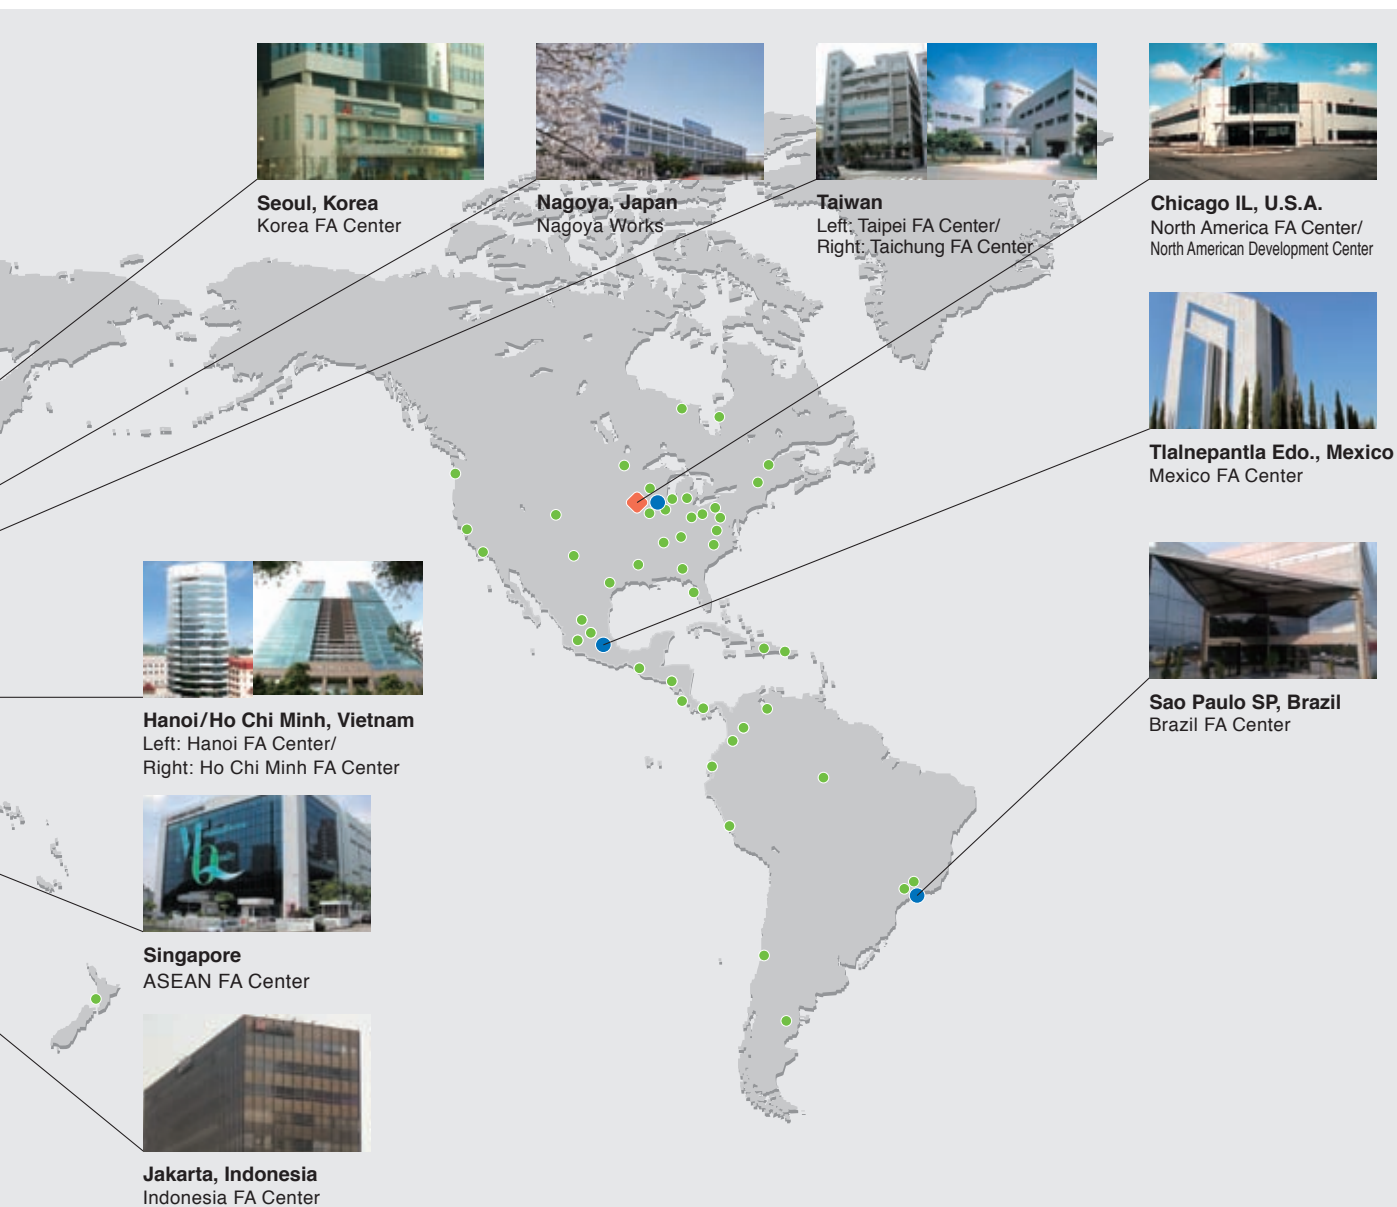 Seoul, Korea
Korea FA Center
Nagoya, Japan
Nagoya Works
Taiwan
Left: Taipei FA Center/
Right: Taichung FA Center
Chicago IL, U.S.A.
North America FA Center/
North American Development Center
Tlalnepantla Edo., Mexico
Mexico FA Center
Hanoi/Ho Chi Minh, Vietnam
Left: Hanoi FA Center/
Right: Ho Chi Minh FA Center
Sao Paulo SP, Brazil
Brazil FA Center
Singapore
ASEAN FA Center
Jakarta, Indonesia
Indonesia FA Center